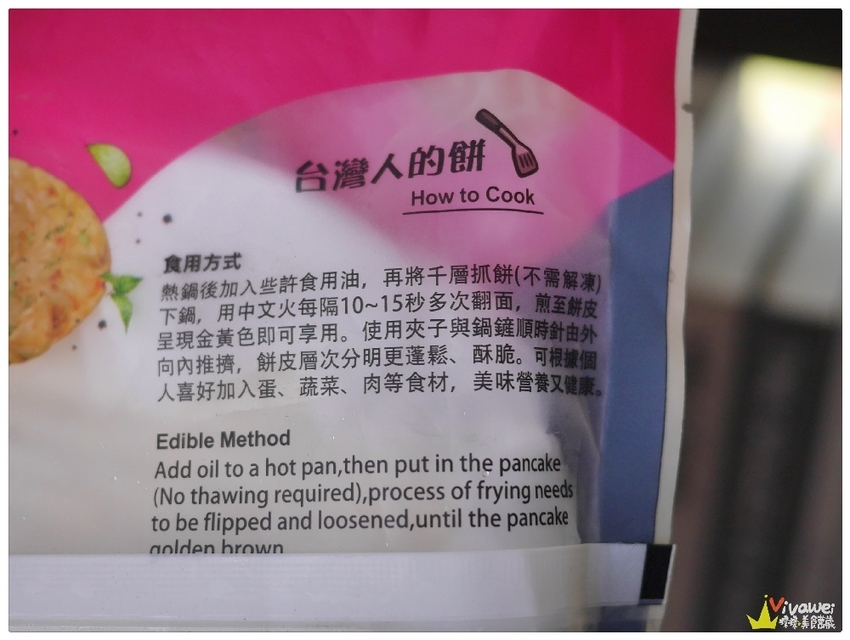 台灣人的餅
How to Cook
食用方式
熱鍋後加入些許食用油，再將千層抓餅(不需解凍)
下鍋，用中文火每隔10~15秒多次翻面，煎至餅皮
呈現金黃色即可享用。使用夾子與鍋鏟順時針由外
向內推擠，餅皮層次分明更蓬鬆、酥脆。可根據個
人喜好加入蛋、蔬菜、肉等食材，美味營養又健康。
Edible Method
Add oil to a hot pan,then put in the pancake
(No thawing required),process of frying needs
to be flipped and loosened,until the pancake
golden brown
Viyawei